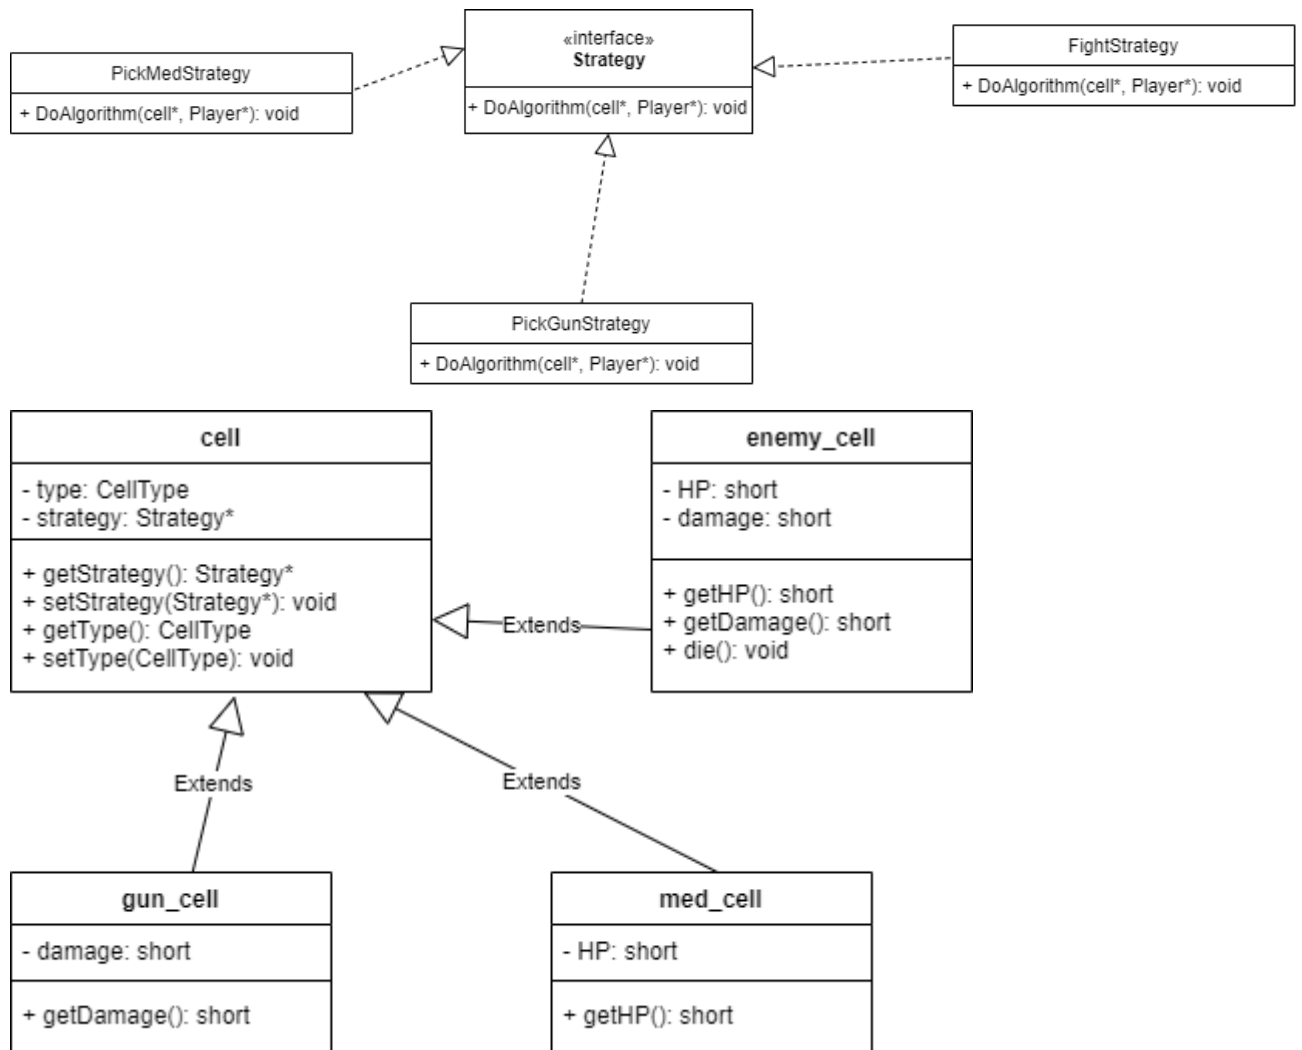 «interface»
Strategy
+ DoAlgorithm(cell*, Player*): void
PickMedStrategy
+ DoAlgorithm(cell*, Player*): void
FightStrategy
+ DoAlgorithm(cell*, Player*): void
PickGunStrategy
+ DoAlgorithm(cell*, Player*): void
cell
- type: CellType
- strategy: Strategy*
+ getStrategy(): Strategy*
+ setStrategy(Strategy*): void
+ getType(): CellType
+ setType(CellType): void
enemy_cell
- HP: short
- damage: short
+ getHP(): short
+ getDamage(): short
+ die(): void
Extends
Extends
Extends
gun_cell
- damage: short
+ getDamage(): short
med_cell
- HP: short
+ getHP(): short